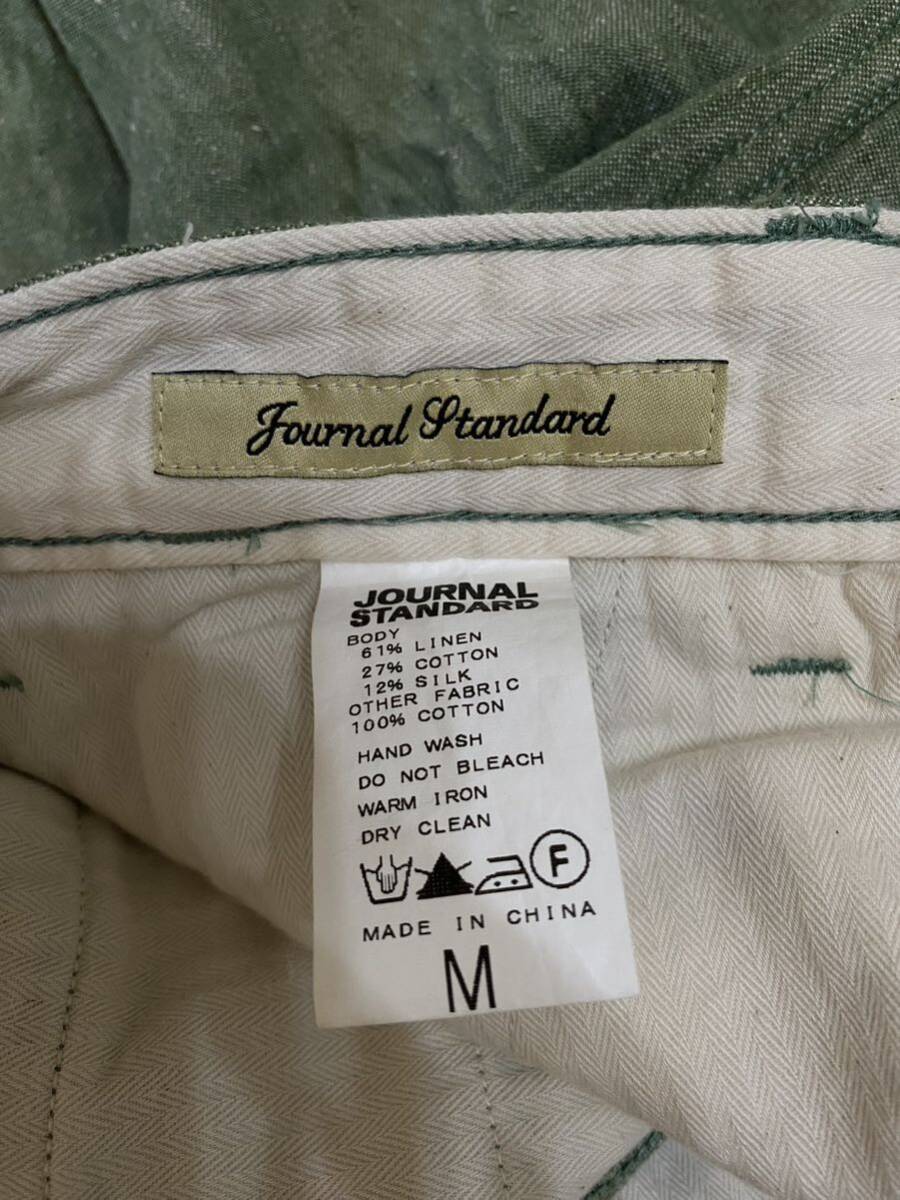 Journal Standard
JOURNAL
STANDARD
BODY
61% LINEN
27% COTTON
12% SILK
OTHER FABRIC
100% COTTON
HAND WASH
DO NOT BLEACH
WARM IRON
DRY CLEAN
F
MADE IN CHINA
M